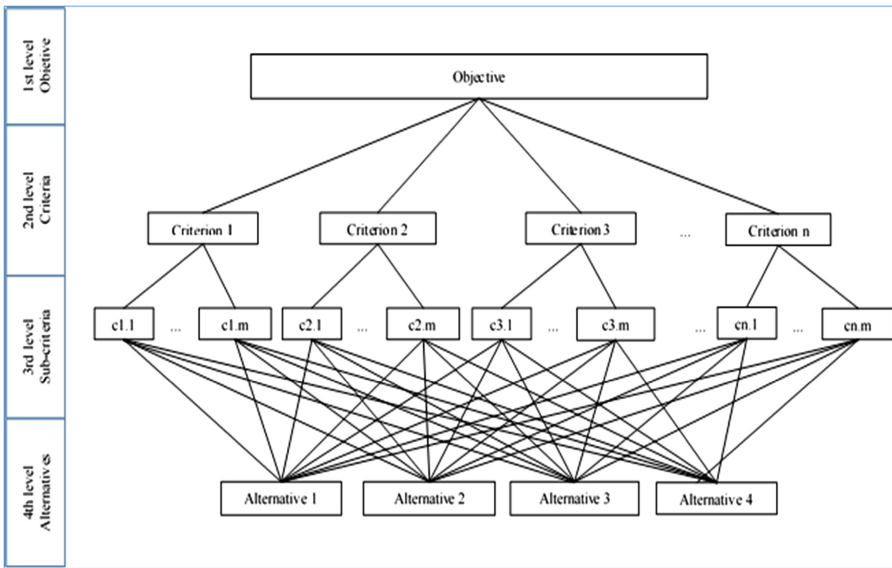 1st level
Objetive
Objective
2nd level
Criteria
Criterion 1
Criterion 2
Criterion 3
...
Criterion n
3rd level
Sub-criteria
c1.1
...
c1.m
c2.1
...
c2.m
c3.1
...
c3.m
...
cn.1
...
cn.m
4th level
Alternatives
Alternative 1
Alternative 2
Alternative 3
Alternative 4